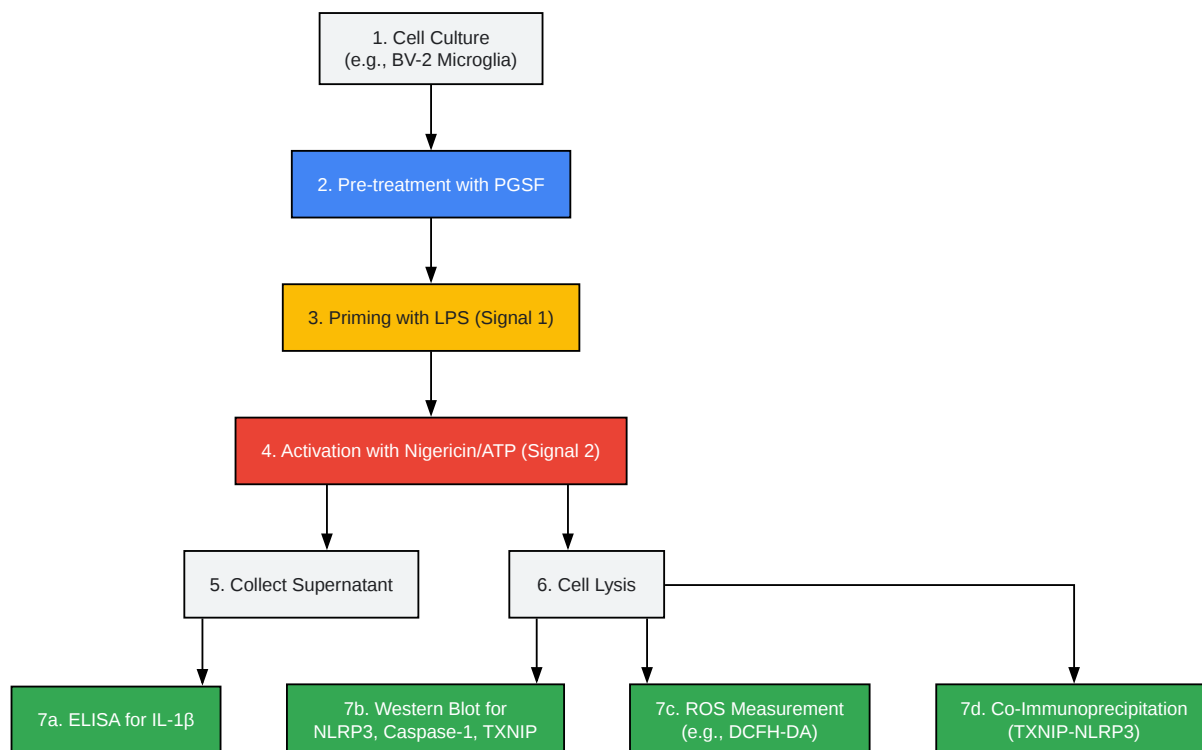 1. Cell Culture
(e.g., BV-2 Microglia)
2. Pre-treatment with PGSF
3. Priming with LPS (Signal 1)
4. Activation with Nigericin/ATP (Signal 2)
5. Collect Supernatant
6. Cell Lysis
7a. ELISA for IL-1β
7b. Western Blot for
NLRP3, Caspase-1, TXNIP
7c. ROS Measurement
(e.g., DCFH-DA)
7d. Co-Immunoprecipitation
(TXNIP-NLRP3)